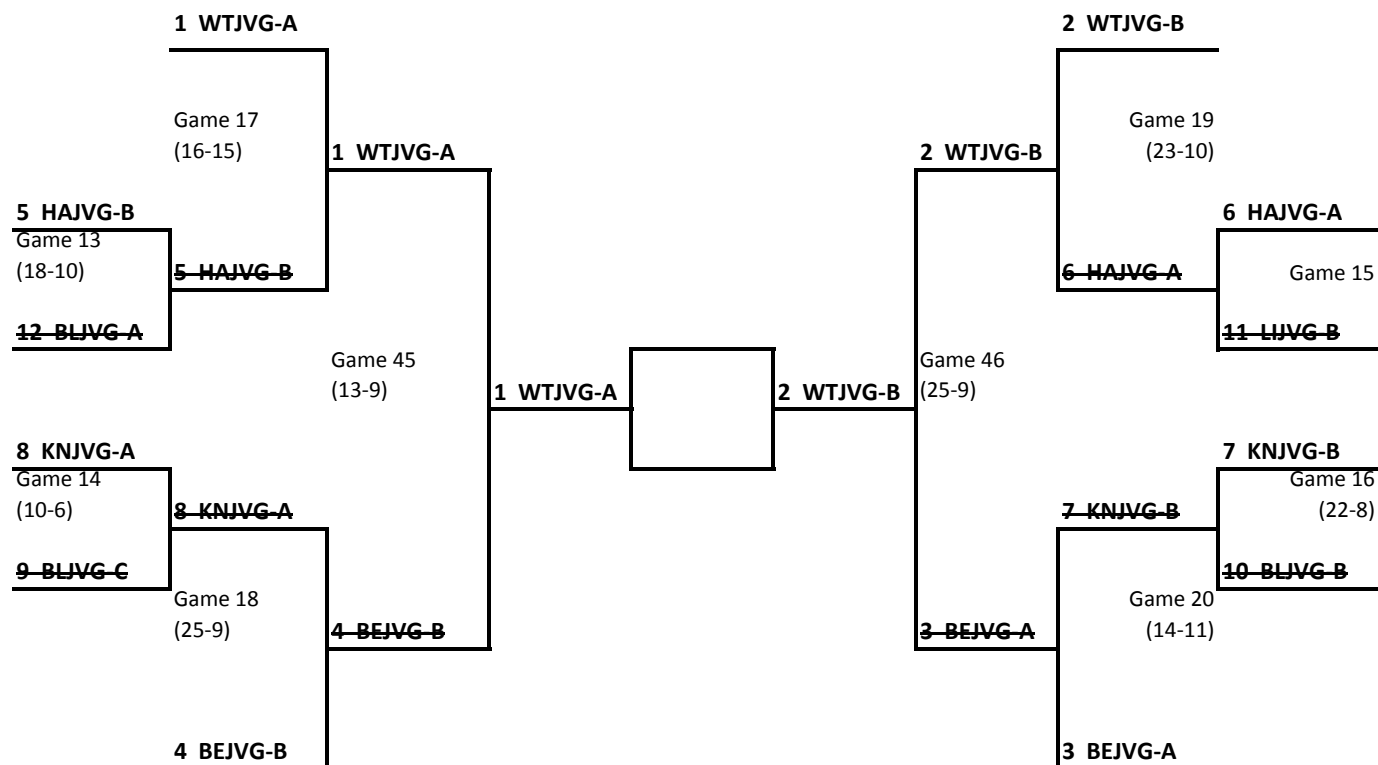 1 WTJVG-A
2 WTJVG-B
Game 17
(16-15)
Game 19
(23-10)
1 WTJVG-A
2 WTJVG-B
5 HAJVG-B
6 HAJVG-A
Game 13
(18-10)
5 HAJVG-B
6 HAJVG-A
Game 15
12 BLJVG-A
11 LIJVG-B
Game 45
(13-9)
Game 46
(25-9)
1 WTJVG-A
2 WTJVG-B
8 KNJVG-A
7 KNJVG-B
Game 14
(10-6)
Game 16
(22-8)
8 KNJVG-A
7 KNJVG-B
9 BLJVG-C
10 BLJVG-B
Game 18
(25-9)
Game 20
(14-11)
4 BEJVG-B
3 BEJVG-A
4 BEJVG-B
3 BEJVG-A